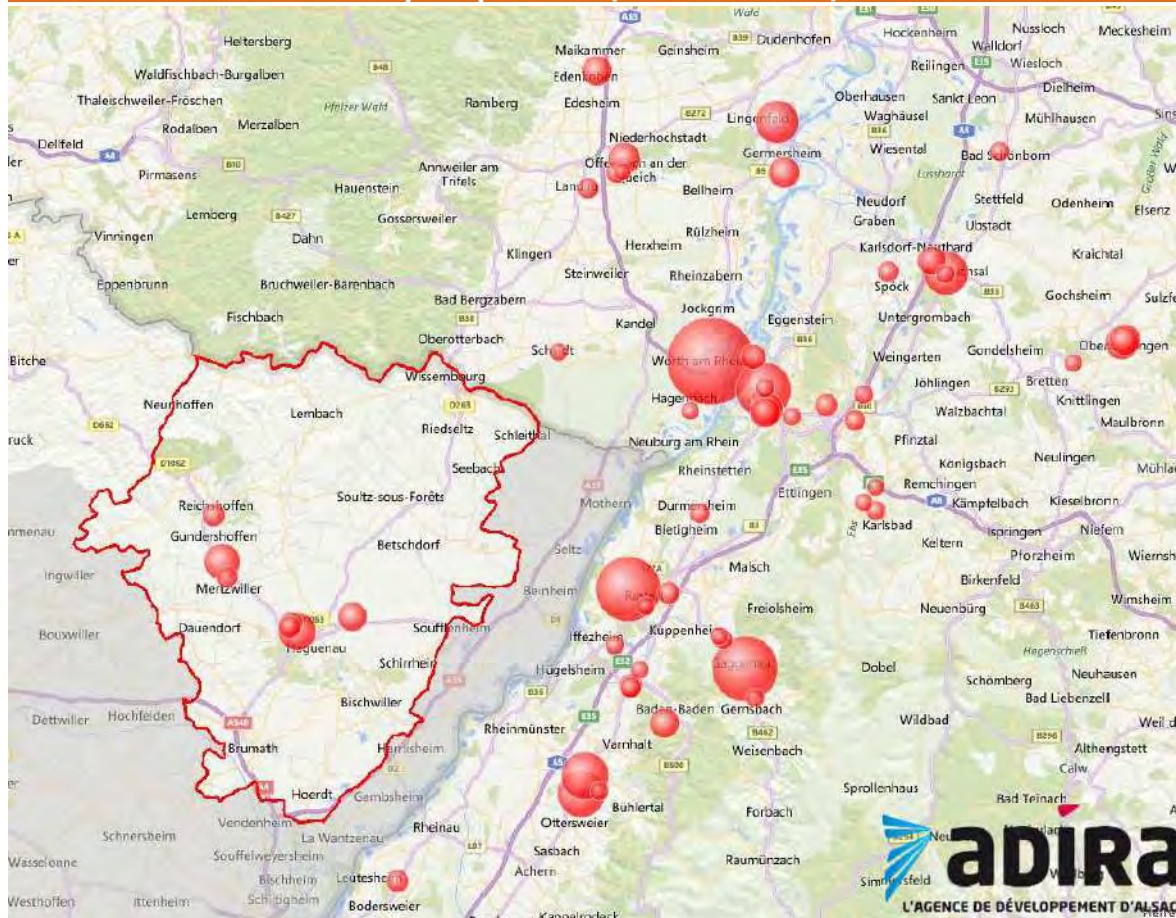 Heltersberg
Waldfischbach-Burgalben
Thaleischweiler-Fröschen
Rodalben
Merzalben
Dellfeld
Pirmasens
Lemberg
Vinningen
Eppenbrunn
Hauenstein
Dahn
Bruchweiler-Bärenbach
Fischbach
Pfälzer Wald
Ramberg
Annweiler am
Trifels
Gossersweiler
Klingen
Steinweiler
Bad Bergzabern
Oberotterbach
Wissembourg
Maikammer
Edenkoben
Edesheim
Geinsheim
Wald
Dudenhofen
Niederhochstadt
Bellheim
Rülzheim
Herxheim
Rheinzabern
Jockgrim
Kandel
Wörth am Rhein
Hagenbach
Neuburg am Rhein
Rheinstetten
Lingenfeld
Germersheim
Hockenheim
Reilingen
Walldorf
Nussloch
Wiesloch
Meckesheim
Dielheim
Mühlhausen
Sankt Leon
Oberhausen
Waghäusel
Wiesental
Bad Schönborn
Lusshardt
Stettfeld
Odenheim
Elsenz
Ubstadt
Neudorf
Graben
Karlsdorf-Neuthard
Kraichtal
Spöck
Gochsheim
Untergrombach
Eggenstein
Weingarten
Gondelsheim
Bretten
Jöhlingen
Knittlingen
Walzbachtal
Maulbronn
Pfinztal
Neulingen
Königsbach
Remchingen
Kämpfelbach
Kieselbronn
Ettlingen
Karlsbad
Ispringen
Niefern
Keltern
Pforzheim
Birkenfeld
Neuenbürg
Wimsheim
Tiefenbronn
Hagenschieß
Neuhausen
Bad Liebenzell
Schömberg
Dobel
Wildbad
Althengstett
Calw
Bad Teinach
Sprollenhaus
Durmersheim
Bietigheim
Malsch
Freiolsheim
Kuppenheim
Iffezheim
Hügelsheim
Baden-Baden
Gernsbach
Weisenbach
Forbach
Raumünzach
Varnhalt
Rheinmünster
Bühlertal
Ottersweier
Sasbach
Achern
Kappelrodeck
Rheinau
Bodersweier
Bitche
Neunhoffen
Lembach
Riedseltz
Schleithal
Seebach
Soultz-sous-Forêts
Betschdorf
Reichshoffen
Gundershoffen
Mertzwiller
Dauendorf
Haguenau
Soufflenheim
Schirrhein
Bischwiller
Brumath
Hoerdt
Herrlisheim
Gambsheim
Vendenheim
La Wantzenau
Souffelweyersheim
Bischheim
Schiltigheim
Mothern
Seltz
Beinheim
Ingwiller
Bouxwiller
Dettwiller
Hochfelden
Schnersheim
Wasselonne
Westhoffen
Ittenheim
adira
L'AGENCE DE DÉVELOPPEMENT D'ALSAC